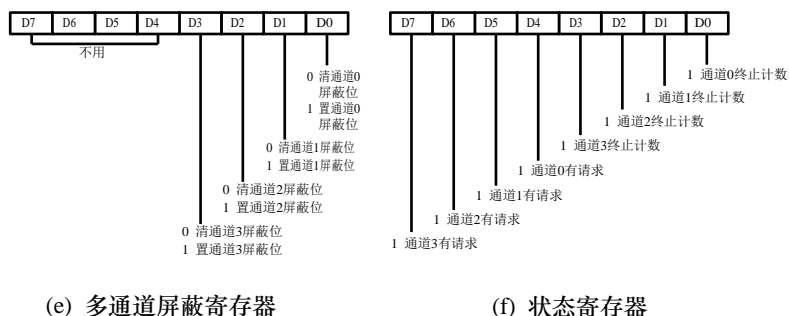 D7 D6 D5 D4 D3 D2 D1 D0
不用
0 清通道0
屏蔽位
1 置通道0
屏蔽位
0 清通道1屏蔽位
1 置通道1屏蔽位
0 清通道2屏蔽位
1 置通道2屏蔽位
0 清通道3屏蔽位
1 置通道3屏蔽位
(e) 多通道屏蔽寄存器
D7 D6 D5 D4 D3 D2 D1 D0
1 通道0终止计数
1 通道1终止计数
1 通道2终止计数
1 通道3终止计数
1 通道0有请求
1 通道1有请求
1 通道2有请求
1 通道3有请求
(f) 状态寄存器